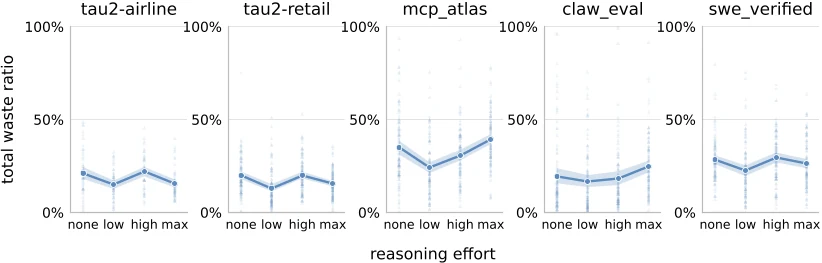 tau2-airline
tau2-retail
mcp_atlas
claw_eval
swe_verified
total waste ratio
100%
50%
0%
none low high max
100%
50%
0%
none low high max
100%
50%
0%
none low high max
100%
50%
0%
none low high max
100%
50%
0%
none low high max
reasoning effort